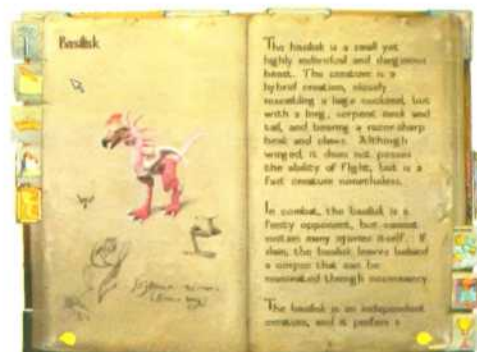 Basilisk
The basilisk is a small yet
highly individual and dangerous
beast. The creature is a
hybrid creation, closely
resembling a large cockerel, but
with a long, serpent neck and
tail, and bearing a razor-sharp
beak and claws. Although
winged, it does not possess
the ability of flight, but is a
fast creature nonetheless.
In combat, the basilisk is a
feisty opponent, but cannot
sustain many injuries itself. If
slain, the basilisk leaves behind
a corpse that can be
reanimated through necromancy.
The basilisk is an independent
creature, and it prefers